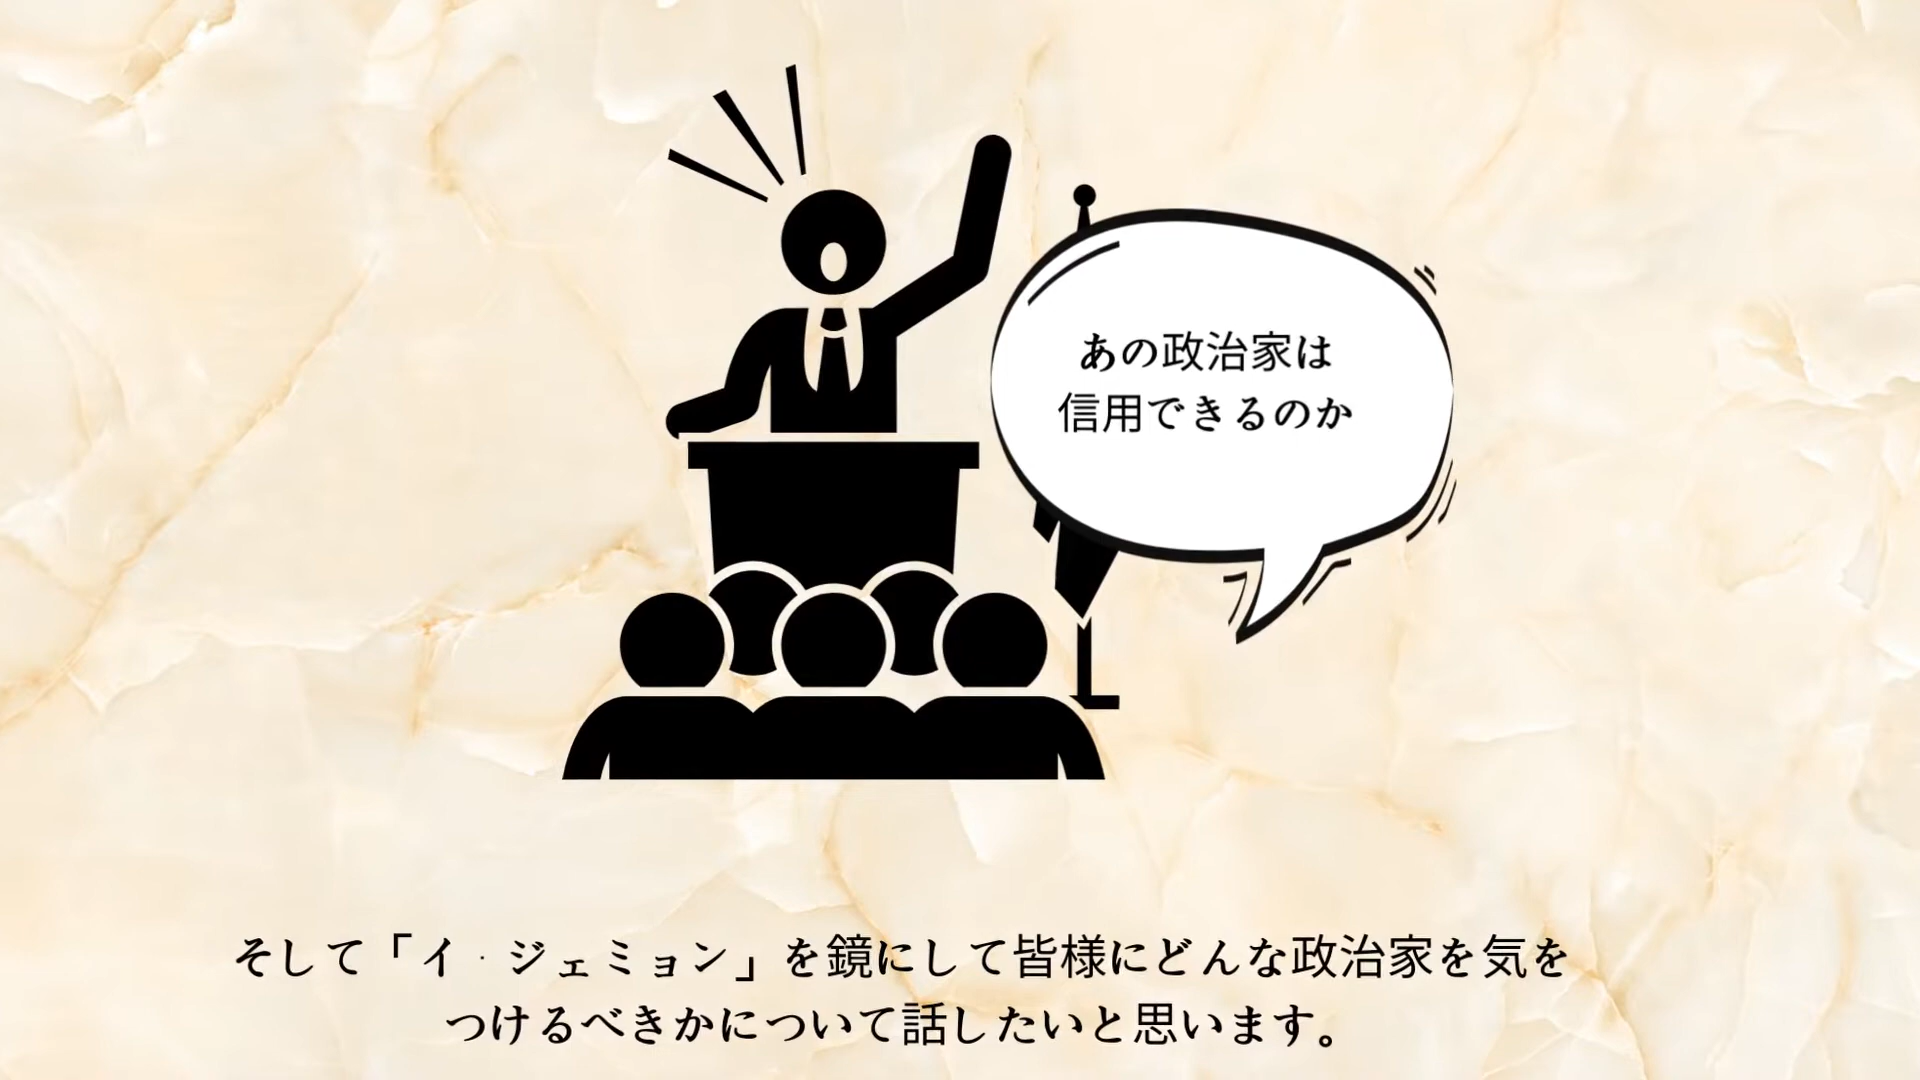 あの政治家は
信用できるのか
そして「イ·ジェミョン」を鏡にして皆様にどんな政治家を気を
つけるべきかについて話したいと思います。